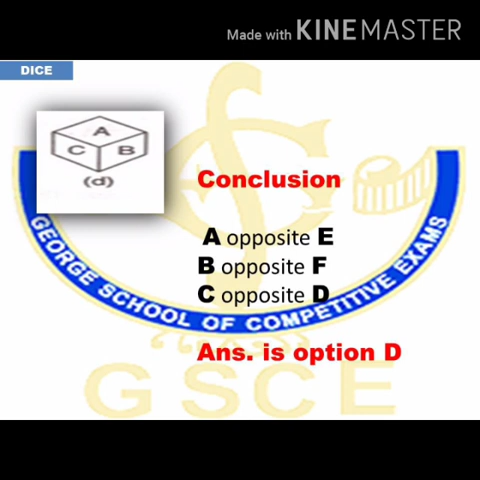 Made with KINEMASTER
DICE
A
C B
(d)
Conclusion
A opposite E
B opposite F
C opposite D
GEORGE SCHOOL OF COMPETITIVE EXAMS
Ans. is option D
GSCE